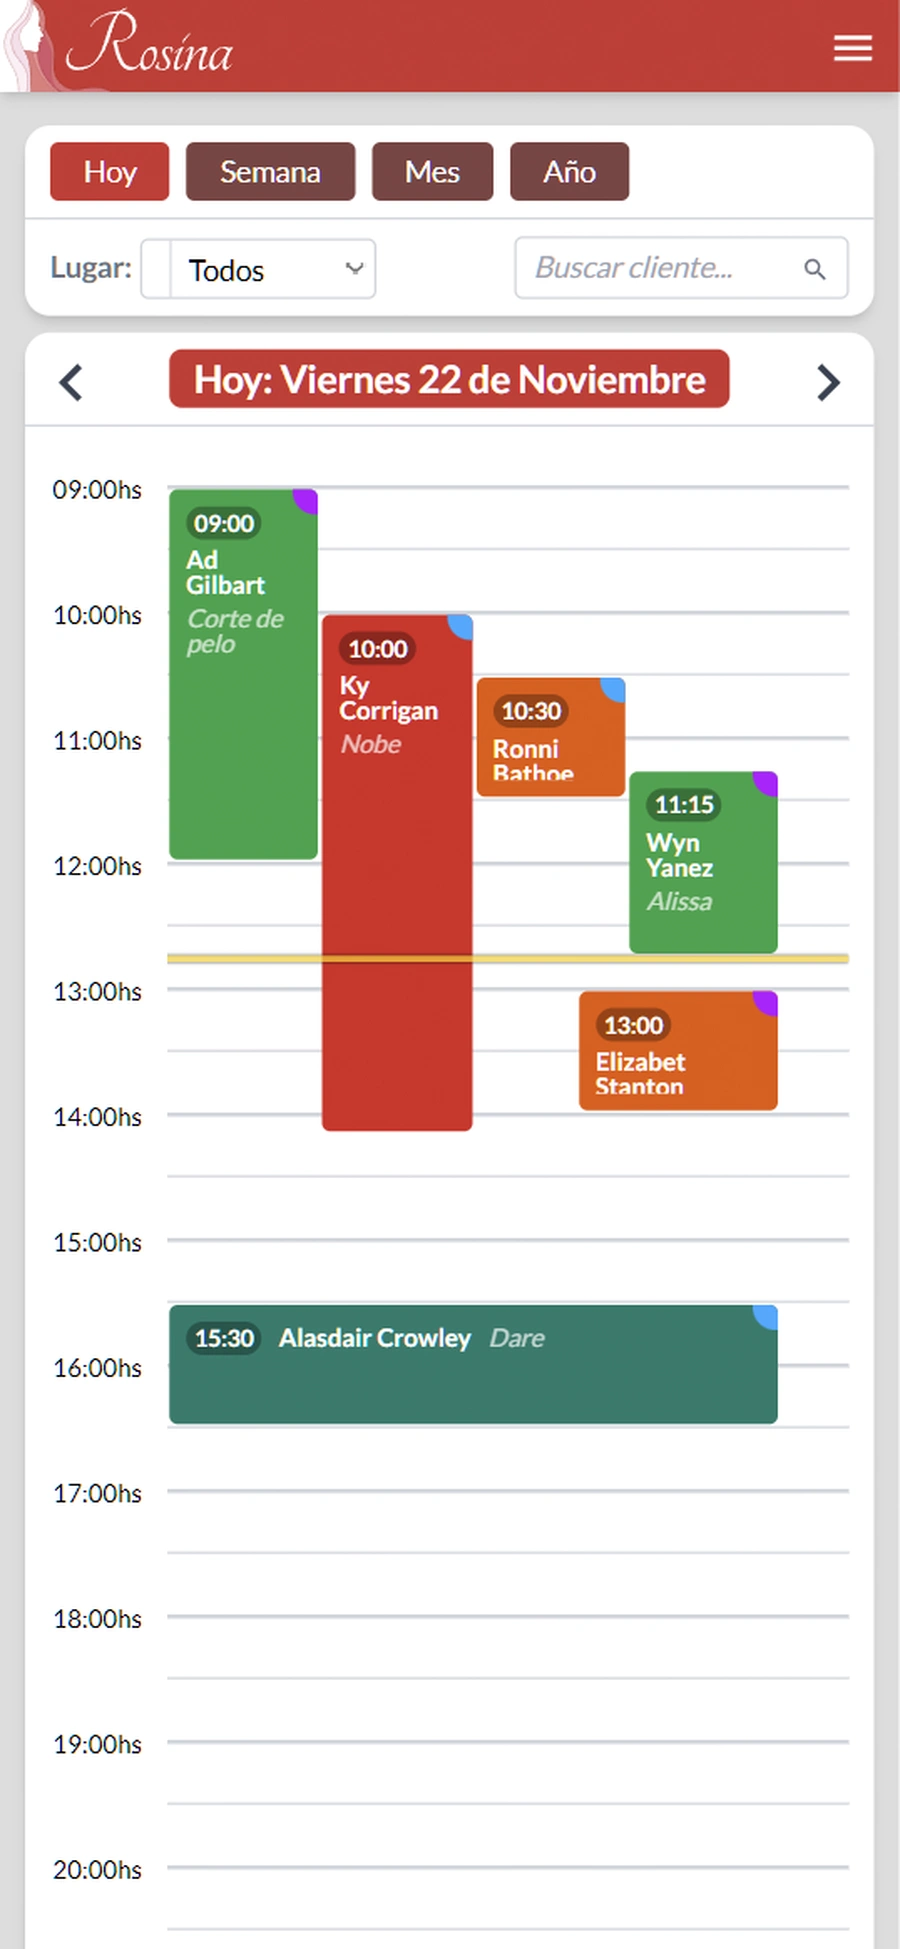 Rosina
Hoy
Semana
Mes
Año
Lugar:
Todos
Buscar cliente...
Hoy: Viernes 22 de Noviembre
09:00hs
09:00
Ad
Gilbart
Corte de
pelo
10:00hs
10:00
Ky
Corrigan
Nobe
10:30
Ronni
Bathoe
11:00hs
11:15
Wyn
Yanez
Alissa
12:00hs
13:00hs
13:00
Elizabet
Stanton
14:00hs
15:00hs
15:30 Alasdair Crowley Dare
16:00hs
17:00hs
18:00hs
19:00hs
20:00hs